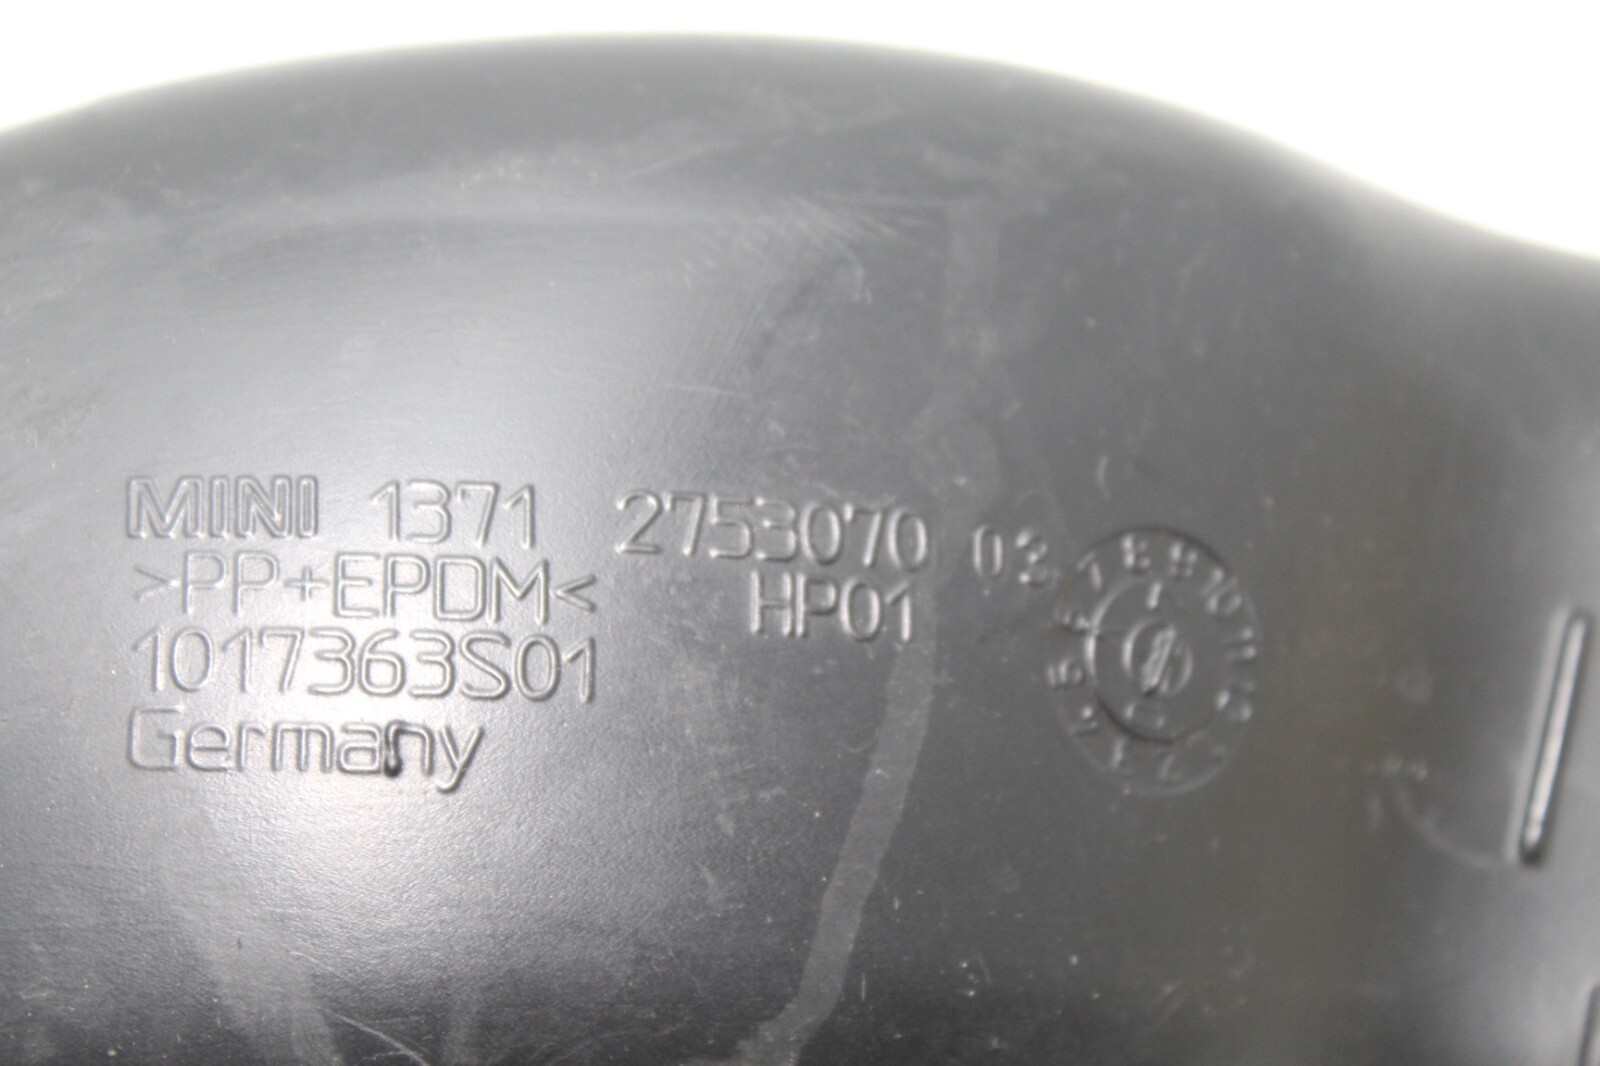 MINI 1371 2753070 03
>PP+EPDM< HP01
1017363S01
Germany